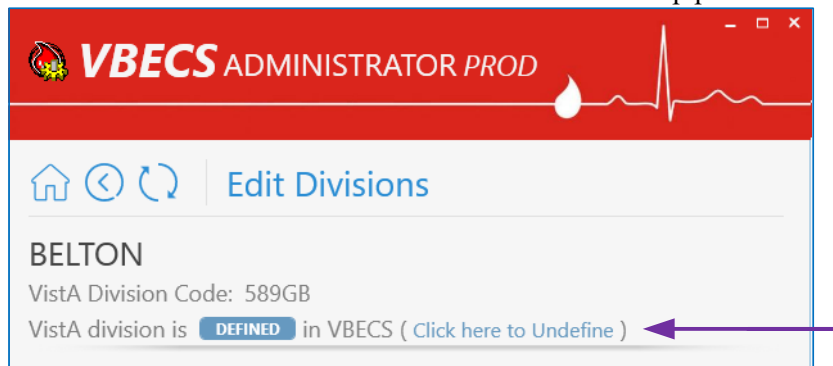 VBECS ADMINISTRATOR PROD
Edit Divisions
BELTON
VistA Division Code: 589GB
VistA division is DEFINED in VBECS ( Click here to Undefine )